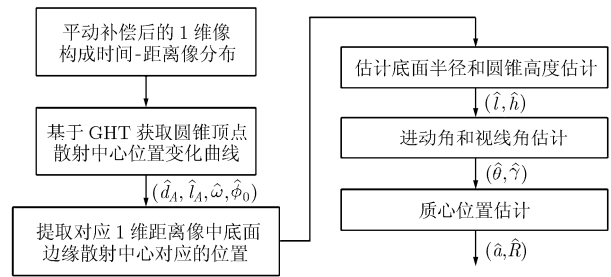 平动补偿后的1维像
构成时间-距离像分布
基于GHT获取圆锥顶点
散射中心位置变化曲线
(d̂_A, l̂_A, ω̂, φ̂_0)
提取对应1维距离像中底面
边缘散射中心对应的位置
估计底面半径和圆锥高度估计
(l̂, ĥ)
进动角和视线角估计
(θ̂, γ̂)
质心位置估计
(â, R̂)